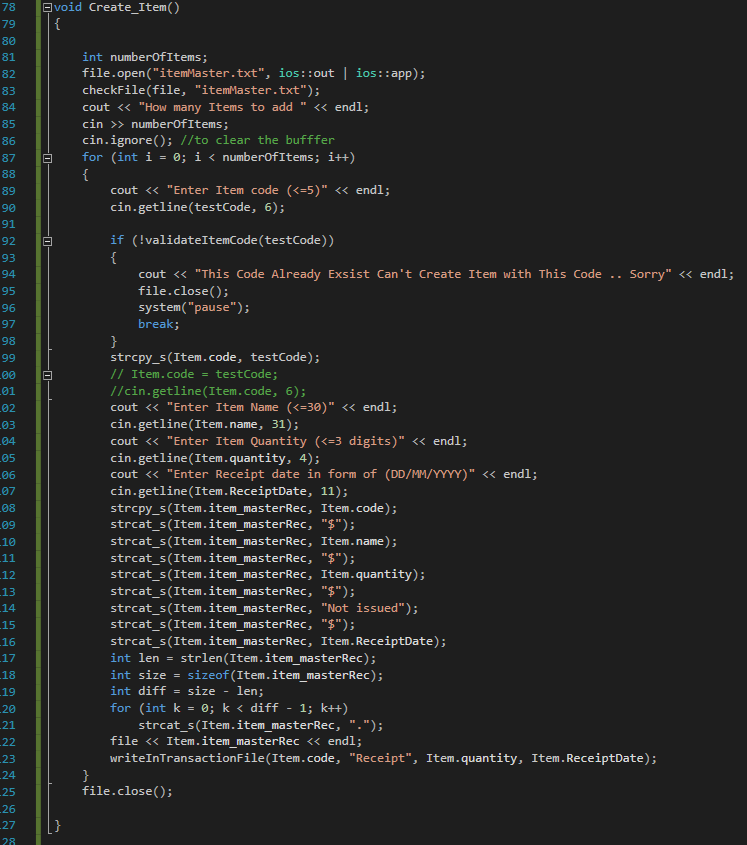 78 void Create_Item()
79 {
80
81 int numberOfItems;
82 file.open("itemMaster.txt", ios::out | ios::app);
83 checkFile(file, "itemMaster.txt");
84 cout << "How many Items to add " << endl;
85 cin >> numberOfItems;
86 cin.ignore(); //to clear the bufffer
87 for (int i = 0; i < numberOfItems; i++)
88 {
89 cout << "Enter Item code (<=5)" << endl;
90 cin.getline(testCode, 6);
91
92 if (!validateItemCode(testCode))
93 {
94 cout << "This Code Already Exsist Can't Create Item with This Code .. Sorry" << endl;
95 file.close();
96 system("pause");
97 break;
98 }
99 strcpy_s(Item.code, testCode);
00 // Item.code = testCode;
01 //cin.getline(Item.code, 6);
02 cout << "Enter Item Name (<=30)" << endl;
03 cin.getline(Item.name, 31);
04 cout << "Enter Item Quantity (<=3 digits)" << endl;
05 cin.getline(Item.quantity, 4);
06 cout << "Enter Receipt date in form of (DD/MM/YYYY)" << endl;
07 cin.getline(Item.ReceiptDate, 11);
08 strcpy_s(Item.item_masterRec, Item.code);
09 strcat_s(Item.item_masterRec, "$");
10 strcat_s(Item.item_masterRec, Item.name);
11 strcat_s(Item.item_masterRec, "$");
12 strcat_s(Item.item_masterRec, Item.quantity);
13 strcat_s(Item.item_masterRec, "$");
14 strcat_s(Item.item_masterRec, "Not issued");
15 strcat_s(Item.item_masterRec, "$");
16 strcat_s(Item.item_masterRec, Item.ReceiptDate);
17 int len = strlen(Item.item_masterRec);
18 int size = sizeof(Item.item_masterRec);
19 int diff = size - len;
20 for (int k = 0; k < diff - 1; k++)
21 strcat_s(Item.item_masterRec, ".");
22 file << Item.item_masterRec << endl;
23 writeInTransactionFile(Item.code, "Receipt", Item.quantity, Item.ReceiptDate);
24 }
25 file.close();
26
27 }
28